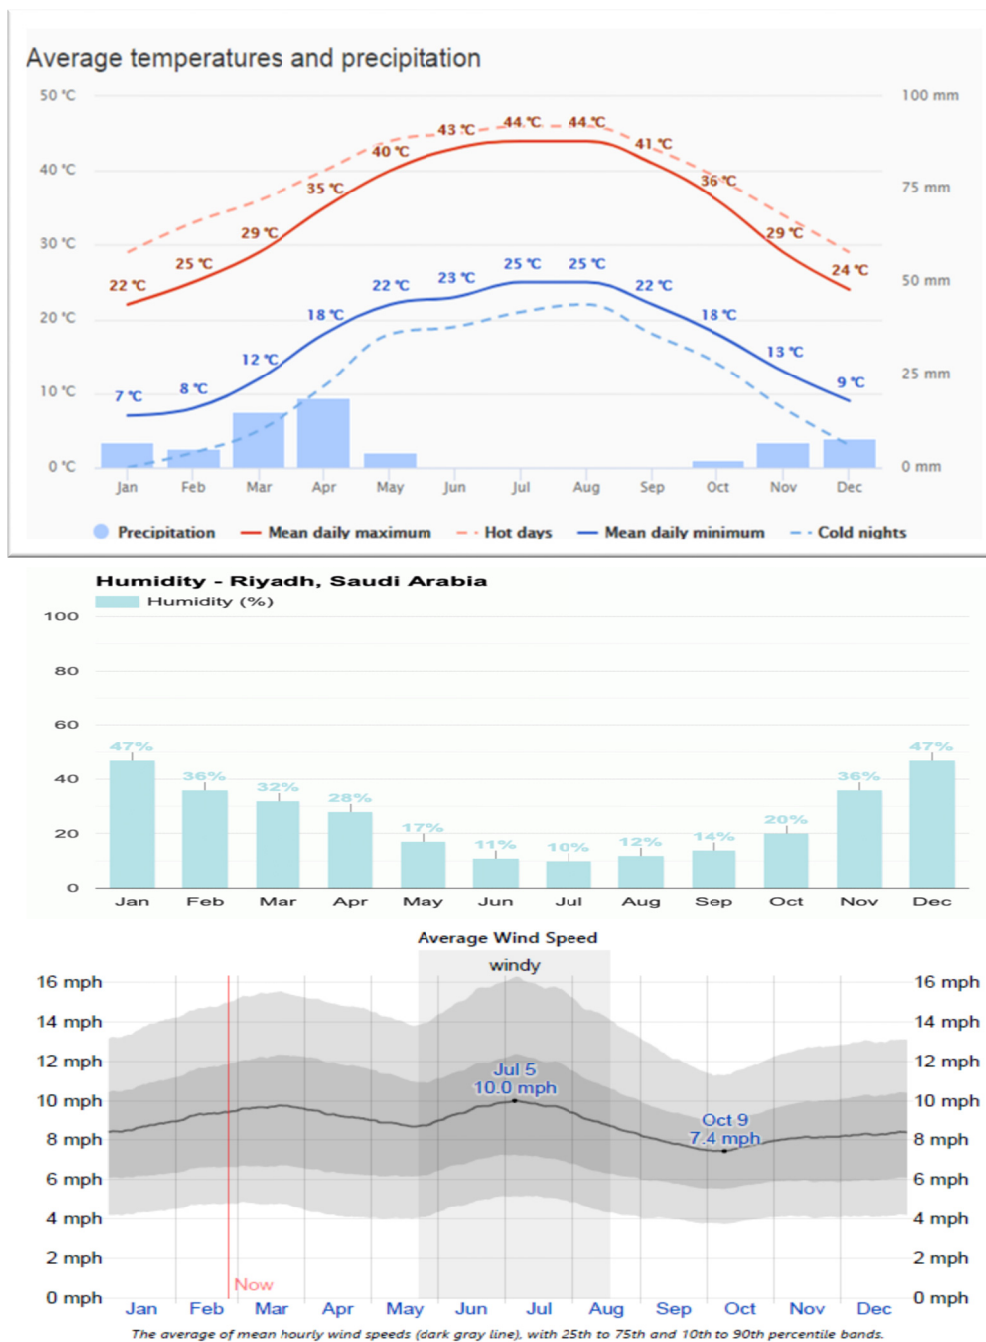 Average temperatures and precipitation
50 °C 100 mm
44 °C 44 °C
43 °C
41 °C
40 °C
40 °C 75 mm
35 °C 36 °C
29 °C 29 °C
30 °C
25 °C 24 °C
22 °C 50 mm
25 °C 25 °C
22 °C 23 °C 22 °C
20 °C 18 °C 18 °C
12 °C 13 °C
25 mm
10 °C 7 °C 8 °C 9 °C
0 °C 0 mm
Jan Feb Mar Apr May Jun Jul Aug Sep Oct Nov Dec
Precipitation Mean daily maximum Hot days Mean daily minimum Cold nights
Humidity - Riyadh, Saudi Arabia
Humidity (%)
100
80
60
47% 47%
40 36% 32% 28% 36%
20 17% 11% 10% 12% 14% 20%
0
Jan Feb Mar Apr May Jun Jul Aug Sep Oct Nov Dec
Average Wind Speed
windy
16 mph 16 mph
14 mph 14 mph
12 mph 12 mph
Jul 5
10.0 mph
10 mph 10 mph
Oct 9
7.4 mph
8 mph 8 mph
6 mph 6 mph
4 mph 4 mph
2 mph 2 mph
Now
0 mph 0 mph
Jan Feb Mar Apr May Jun Jul Aug Sep Oct Nov Dec
The average of mean hourly wind speeds (dark gray line), with 25th to 75th and 10th to 90th percentile bands.